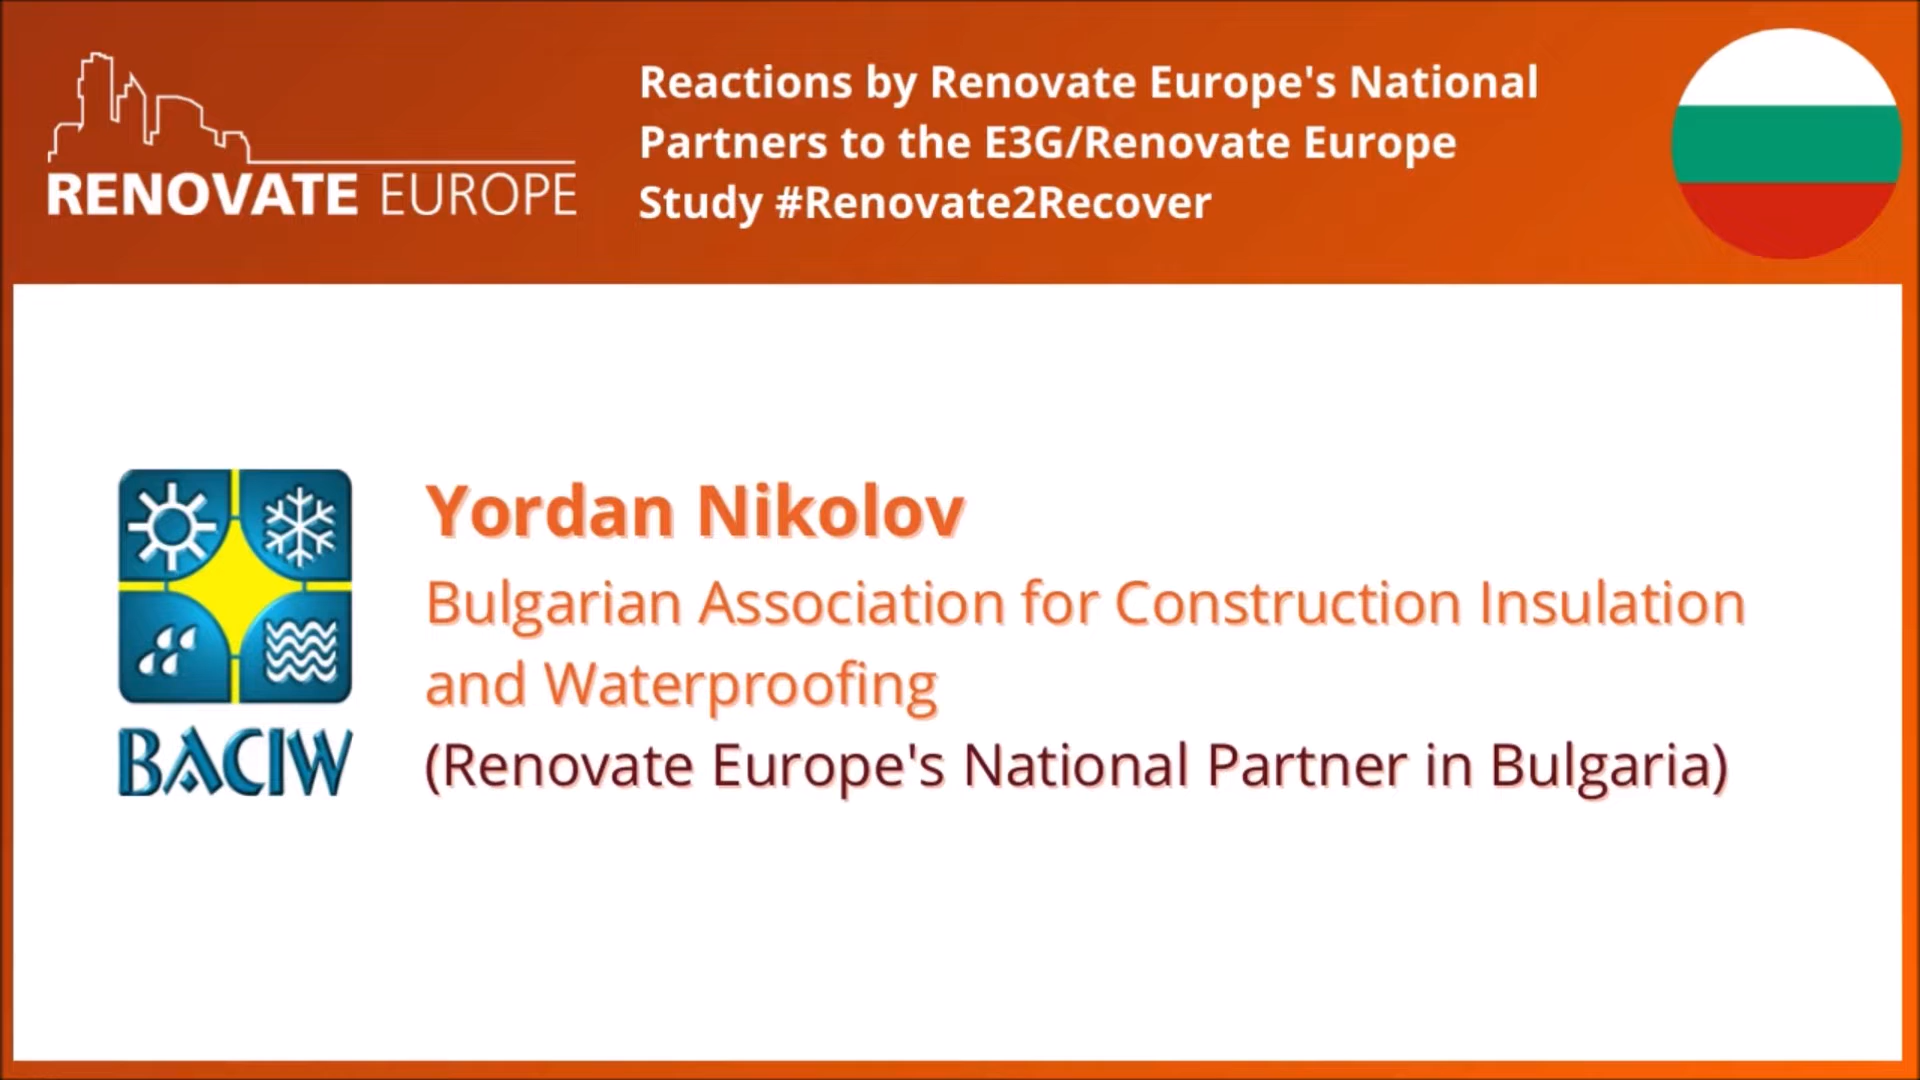 RENOVATE EUROPE
Reactions by Renovate Europe's National
Partners to the E3G/Renovate Europe
Study #Renovate2Recover
BACIW
Yordan Nikolov
Bulgarian Association for Construction Insulation
and Waterproofing
(Renovate Europe's National Partner in Bulgaria)